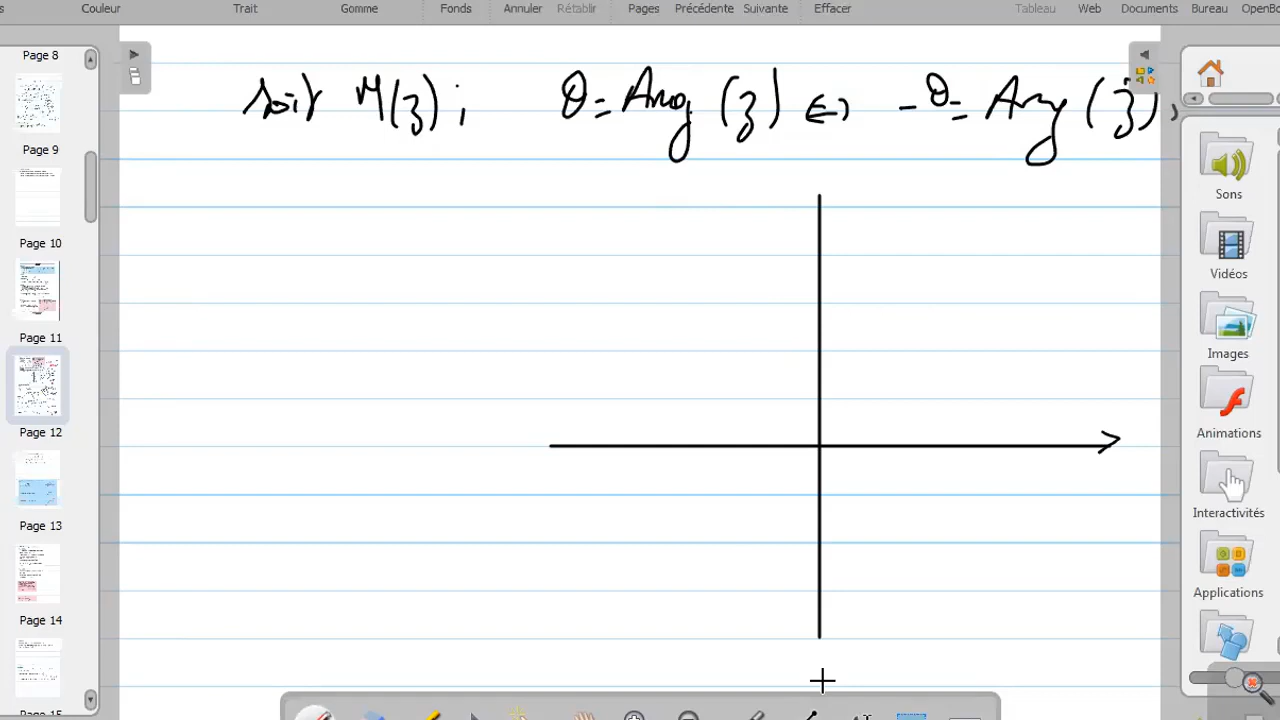 Couleur Trait Gomme Fonds Annuler Rétablir Pages Précédente Suivante Effacer Tableau Web Documents Bureau
soit M(z) ; θ = Arg (z) ⇔ -θ = Arg (z̄)
Page 8
Page 9
Page 10
Page 11
Page 12
Page 13
Page 14
Sons
Vidéos
Images
Animations
Interactivités
Applications